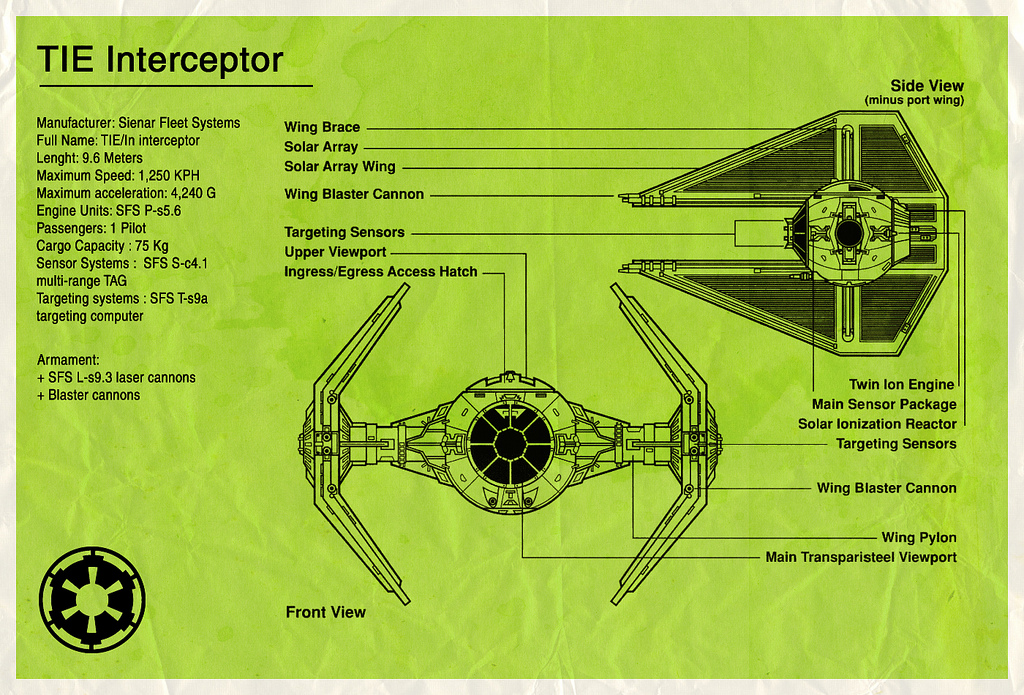 TIE Interceptor
Manufacturer: Sienar Fleet Systems
Full Name: TIE/In interceptor
Lenght: 9.6 Meters
Maximum Speed: 1,250 KPH
Maximum acceleration: 4,240 G
Engine Units: SFS P-s5.6
Passengers: 1 Pilot
Cargo Capacity : 75 Kg
Sensor Systems :  SFS S-c4.1
multi-range TAG
Targeting systems : SFS T-s9a
targeting computer
Armament:
+ SFS L-s9.3 laser cannons
+ Blaster cannons
Side View
(minus port wing)
Wing Brace
Solar Array
Solar Array Wing
Wing Blaster Cannon
Targeting Sensors
Upper Viewport
Ingress/Egress Access Hatch
Twin Ion Engine
Main Sensor Package
Solar Ionization Reactor
Targeting Sensors
Wing Blaster Cannon
Wing Pylon
Main Transparisteel Viewport
Front View